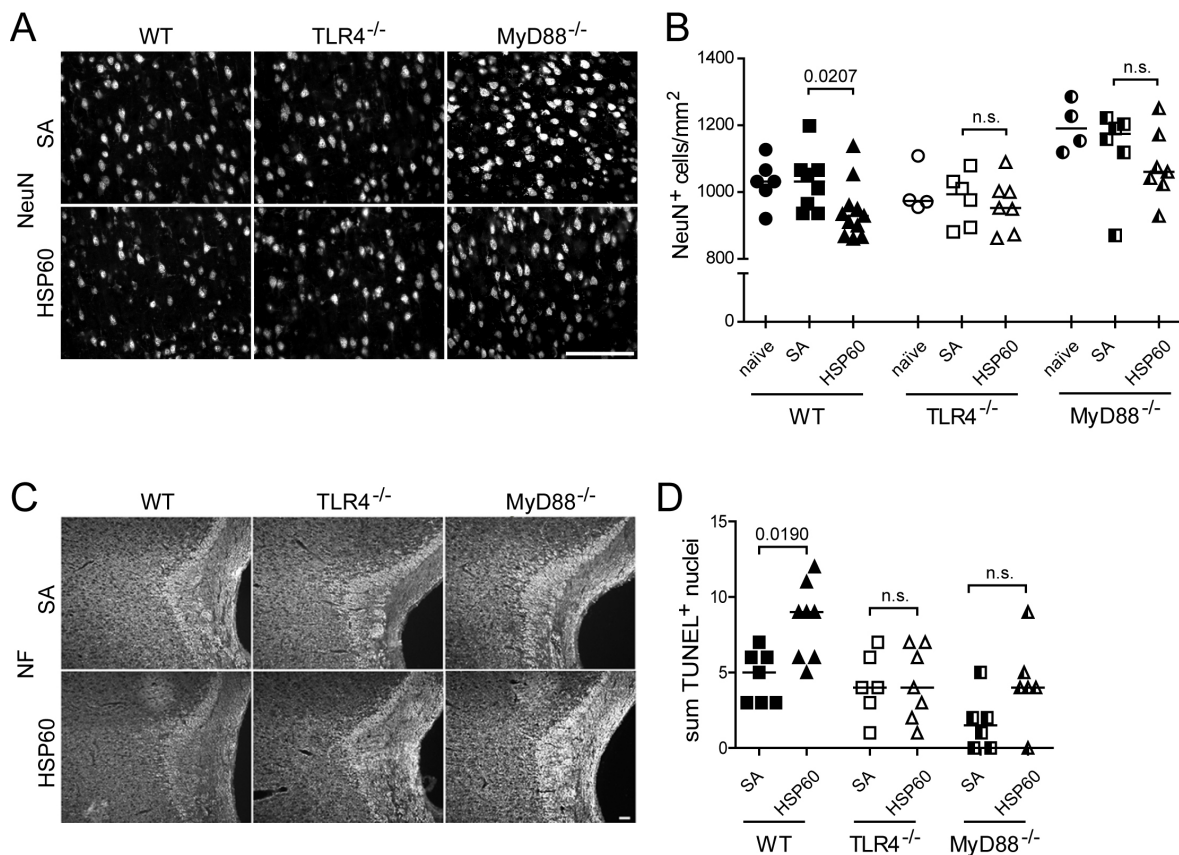 A
WT TLR4-/- MyD88-/-
NeuN
SA
HSP60
B
NeuN+ cells/mm2
1400
1200
1000
800
0
0.0207
n.s.
n.s.
naïve SA HSP60 naïve SA HSP60 naïve SA HSP60
WT TLR4-/- MyD88-/-
C
WT TLR4-/- MyD88-/-
NF
SA
HSP60
D
sum TUNEL+ nuclei
15
10
5
0
0.0190
n.s.
n.s.
SA HSP60 SA HSP60 SA HSP60
WT TLR4-/- MyD88-/-